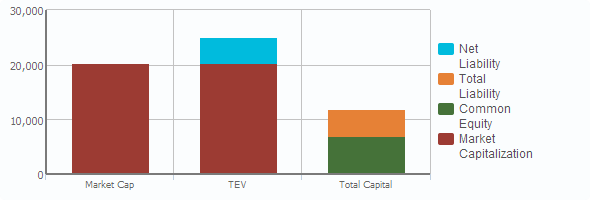 30,000
20,000
10,000
0
Market Cap
TEV
Total Capital
Net
Liability
Total
Liability
Common
Equity
Market
Capitalization